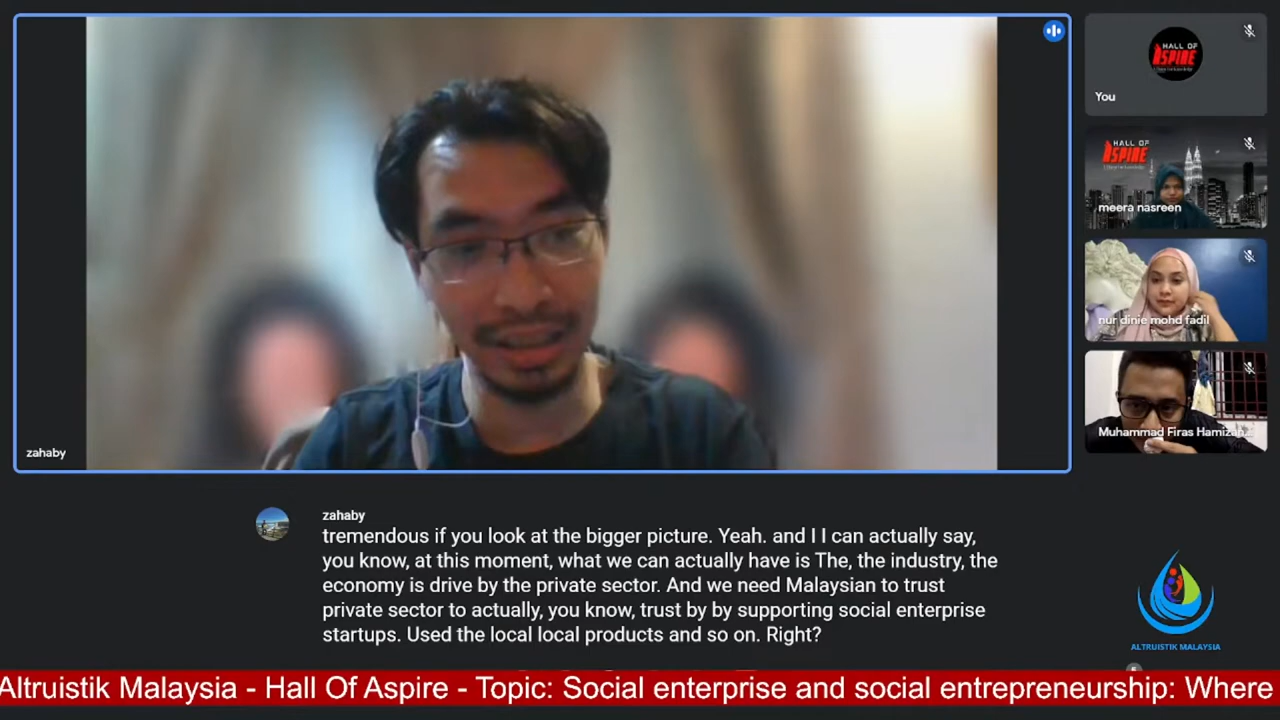 HALL OF
ASPIRE
You
HALL OF
ASPIRE
meera nasreen
nur dinie mohd fadil
Muhammad Firas Hamizan...
zahaby
zahaby
tremendous if you look at the bigger picture. Yeah. and I I can actually say,
you know, at this moment, what we can actually have is The, the industry, the
economy is drive by the private sector. And we need Malaysian to trust
private sector to actually, you know, trust by by supporting social enterprise
startups. Used the local local products and so on. Right?
ALTRUISTIK MALAYSIA
Altruistik Malaysia - Hall Of Aspire - Topic: Social enterprise and social entrepreneurship: Where